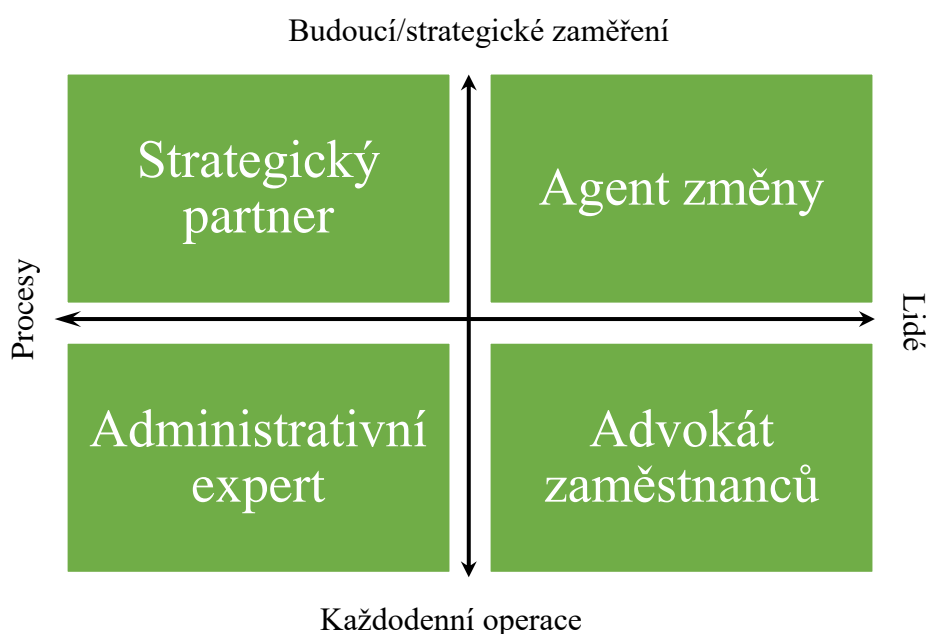 Budoucí/strategické zaměření
Strategický
partner
Agent změny
Procesy
Lidé
Administrativní
expert
Advokát
zaměstnanců
Každodenní operace